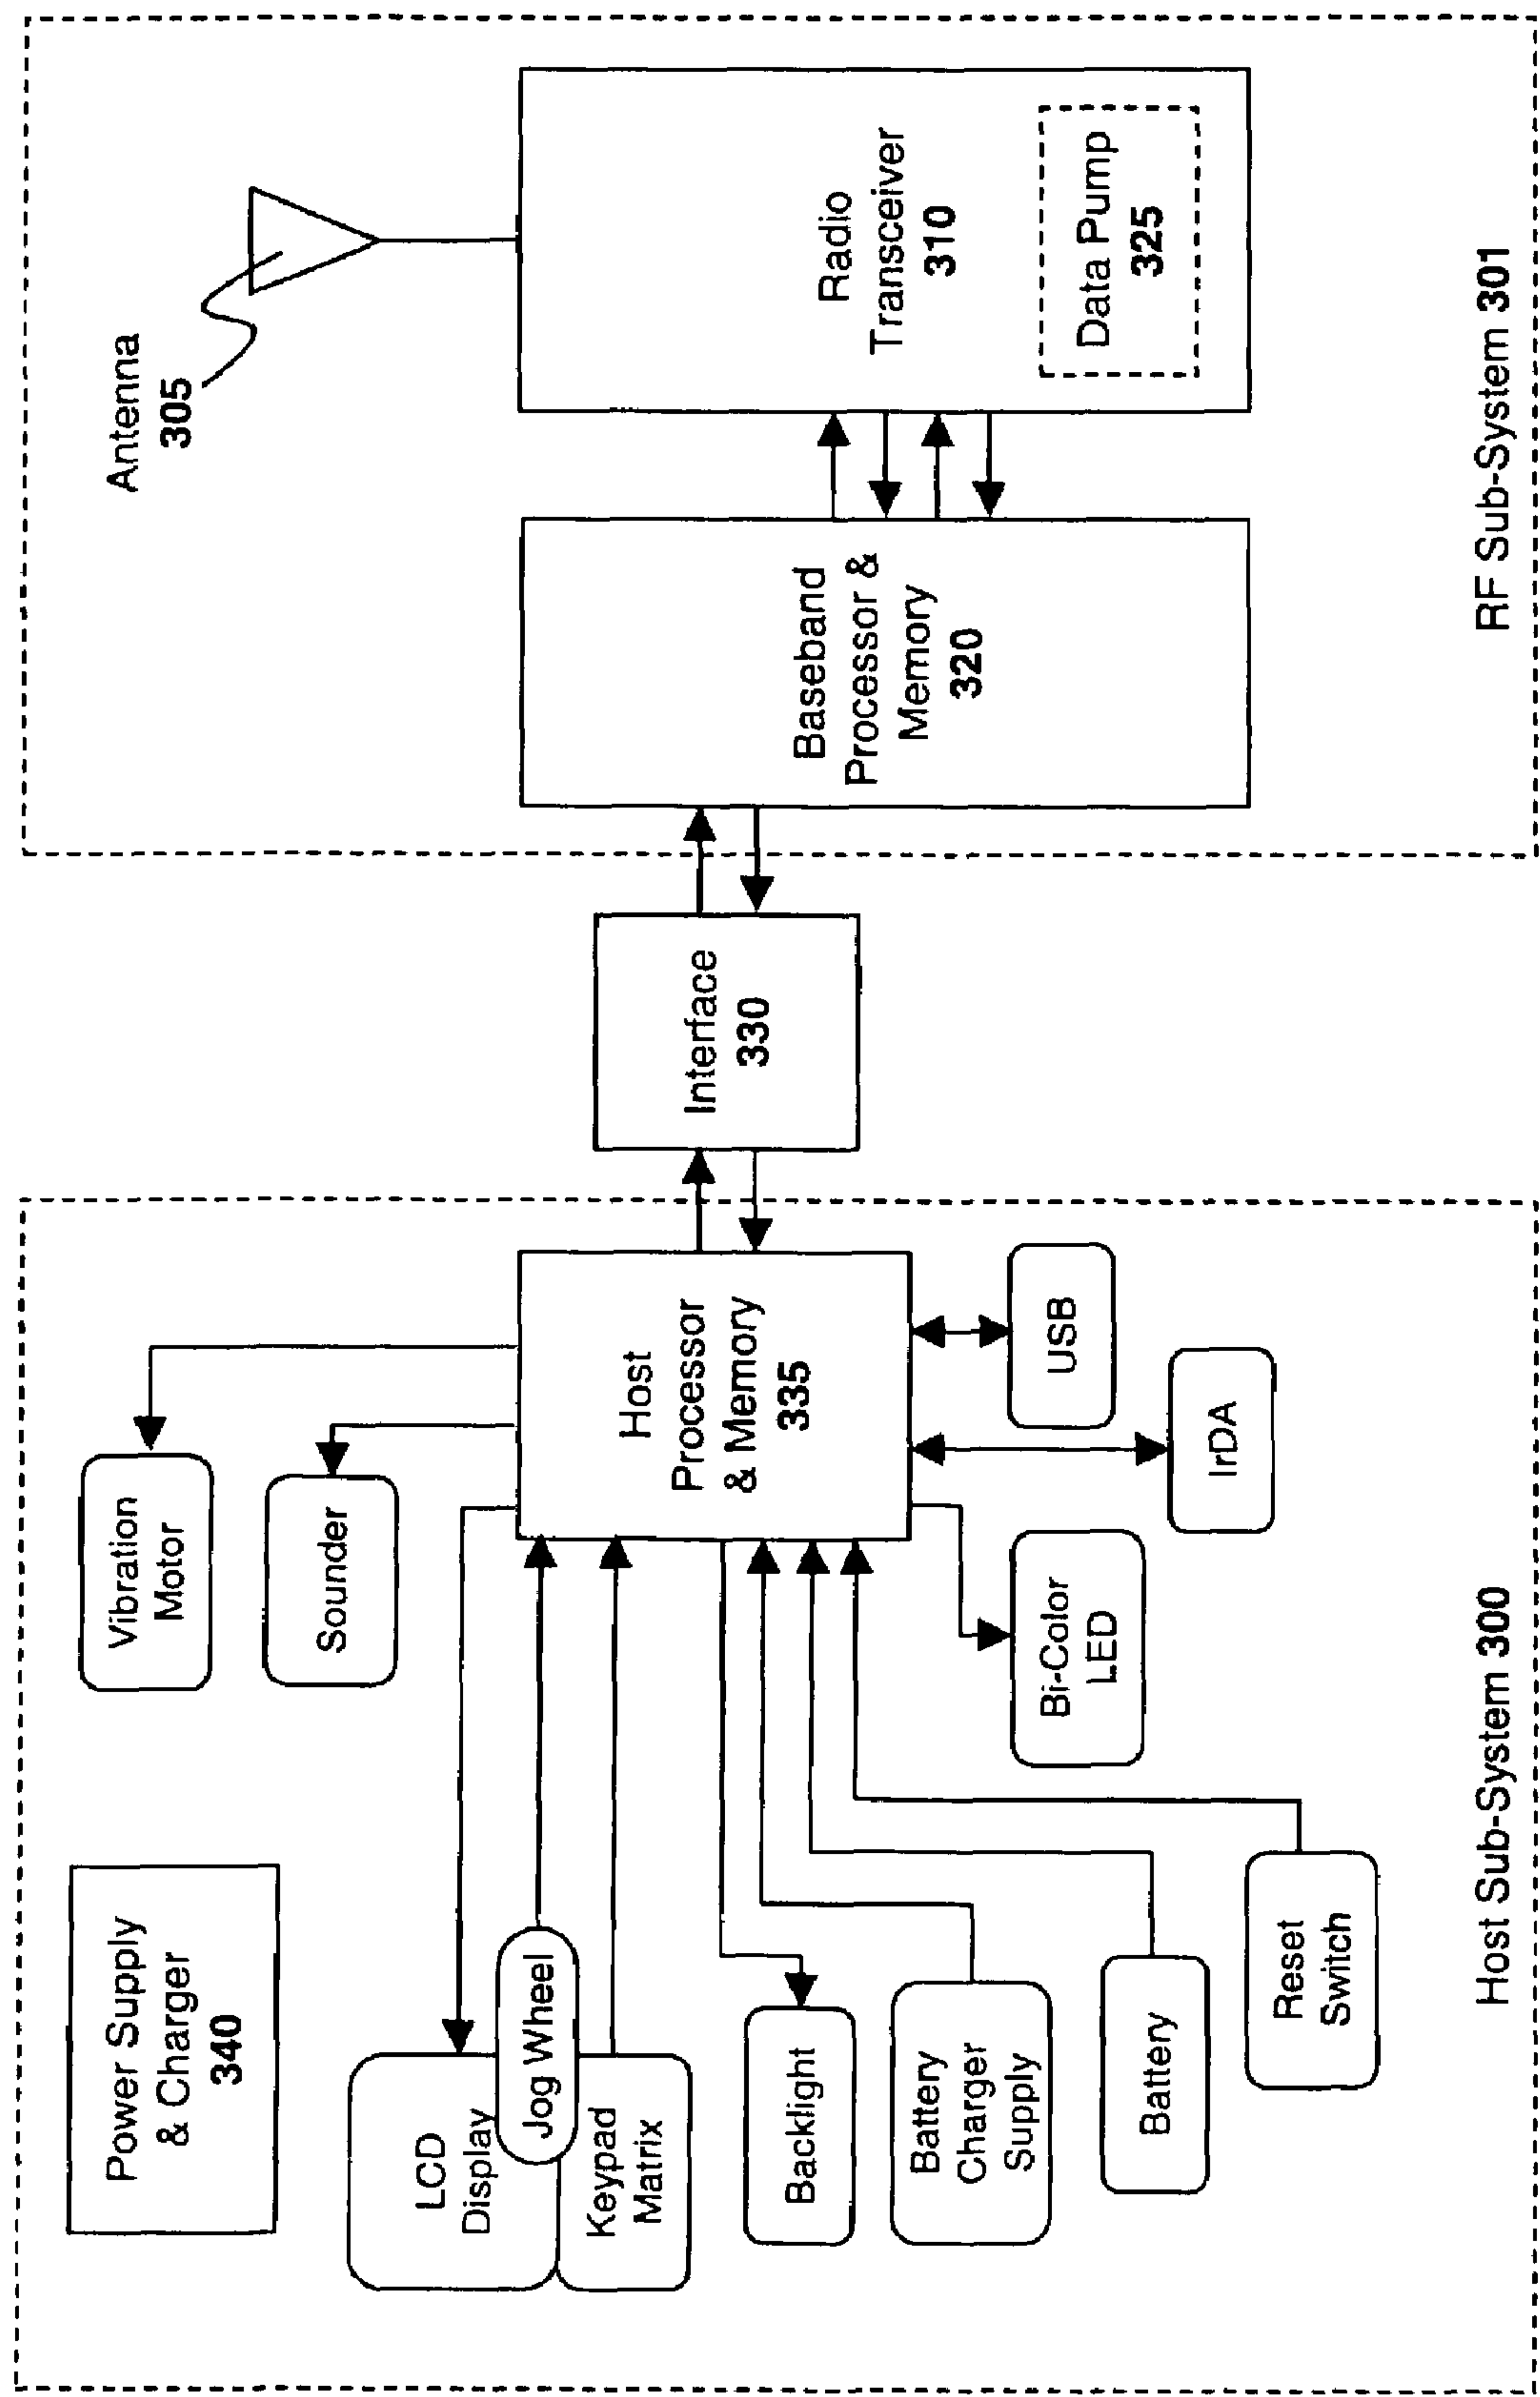 Power Supply
& Charger
340
LCD
Display
Jog Wheel
Keypad
Matrix
Backlight
Battery
Charger
Supply
Battery
Reset
Switch
Vibration
Motor
Sounder
Host
Processor
& Memory
335
Bi-Color
LED
IrDA
USB
Host Sub-System 300
Interface
330
Antenna
305
Baseband
Processor &
Memory
320
Radio
Transceiver
310
Data Pump
325
RF Sub-System 301